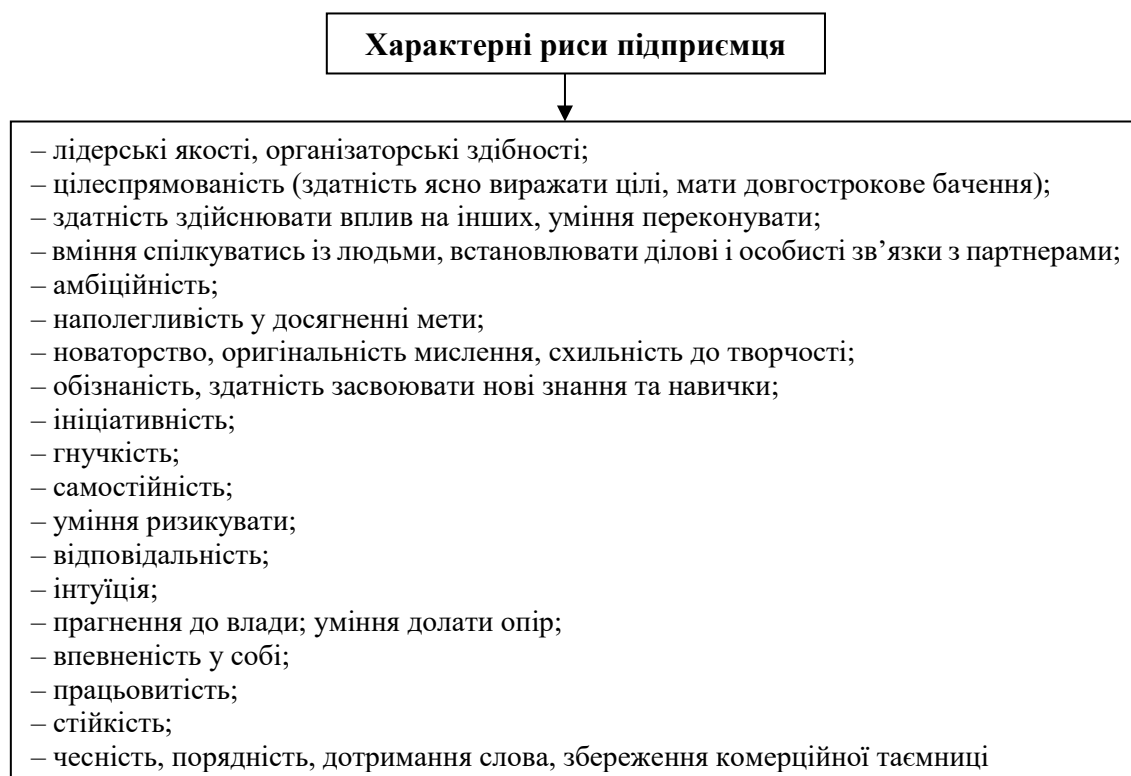 Характерні риси підприємця
– лідерські якості, організаторські здібності;
– цілеспрямованість (здатність ясно виражати цілі, мати довгострокове бачення);
– здатність здійснювати вплив на інших, уміння переконувати;
– вміння спілкуватись із людьми, встановлювати ділові і особисті зв’язки з партнерами;
– амбіційність;
– наполегливість у досягненні мети;
– новаторство, оригінальність мислення, схильність до творчості;
– обізнаність, здатність засвоювати нові знання та навички;
– ініціативність;
– гнучкість;
– самостійність;
– уміння ризикувати;
– відповідальність;
– інтуїція;
– прагнення до влади; уміння долати опір;
– впевненість у собі;
– працьовитість;
– стійкість;
– чесність, порядність, дотримання слова, збереження комерційної таємниці